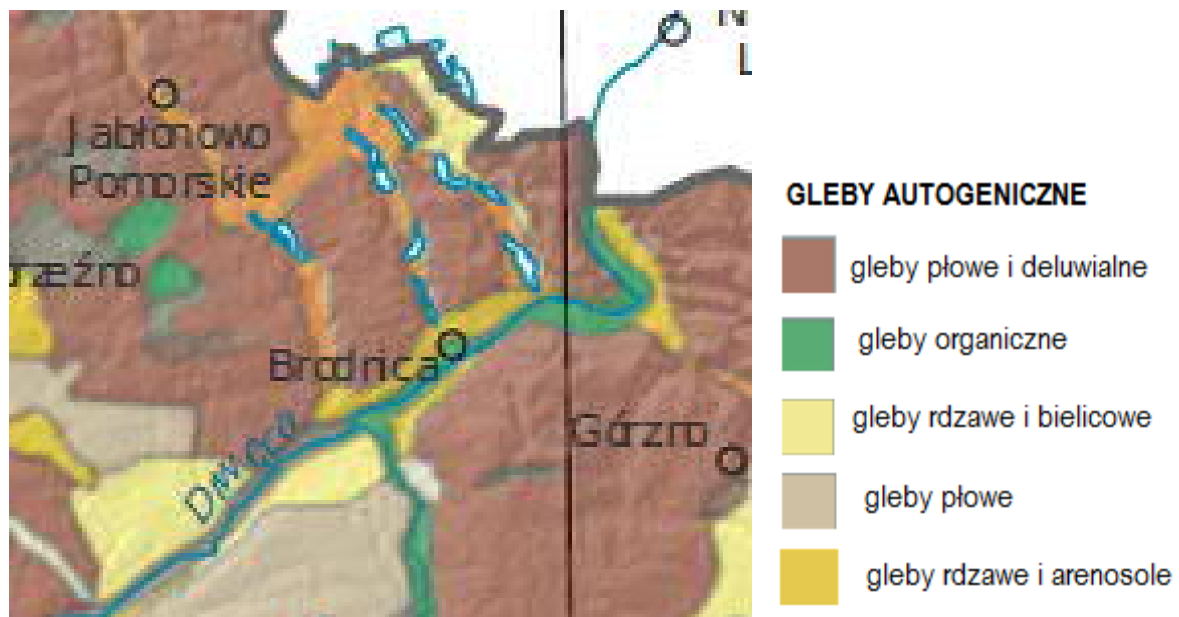 N
L
Jabłonowo
Pomorskie
rzeźno
Brodnica
Górzno
Drwęca
GLEBY AUTOGENICZNE
gleby płowe i deluwialne
gleby organiczne
gleby rdzawe i bielicowe
gleby płowe
gleby rdzawe i arenosole